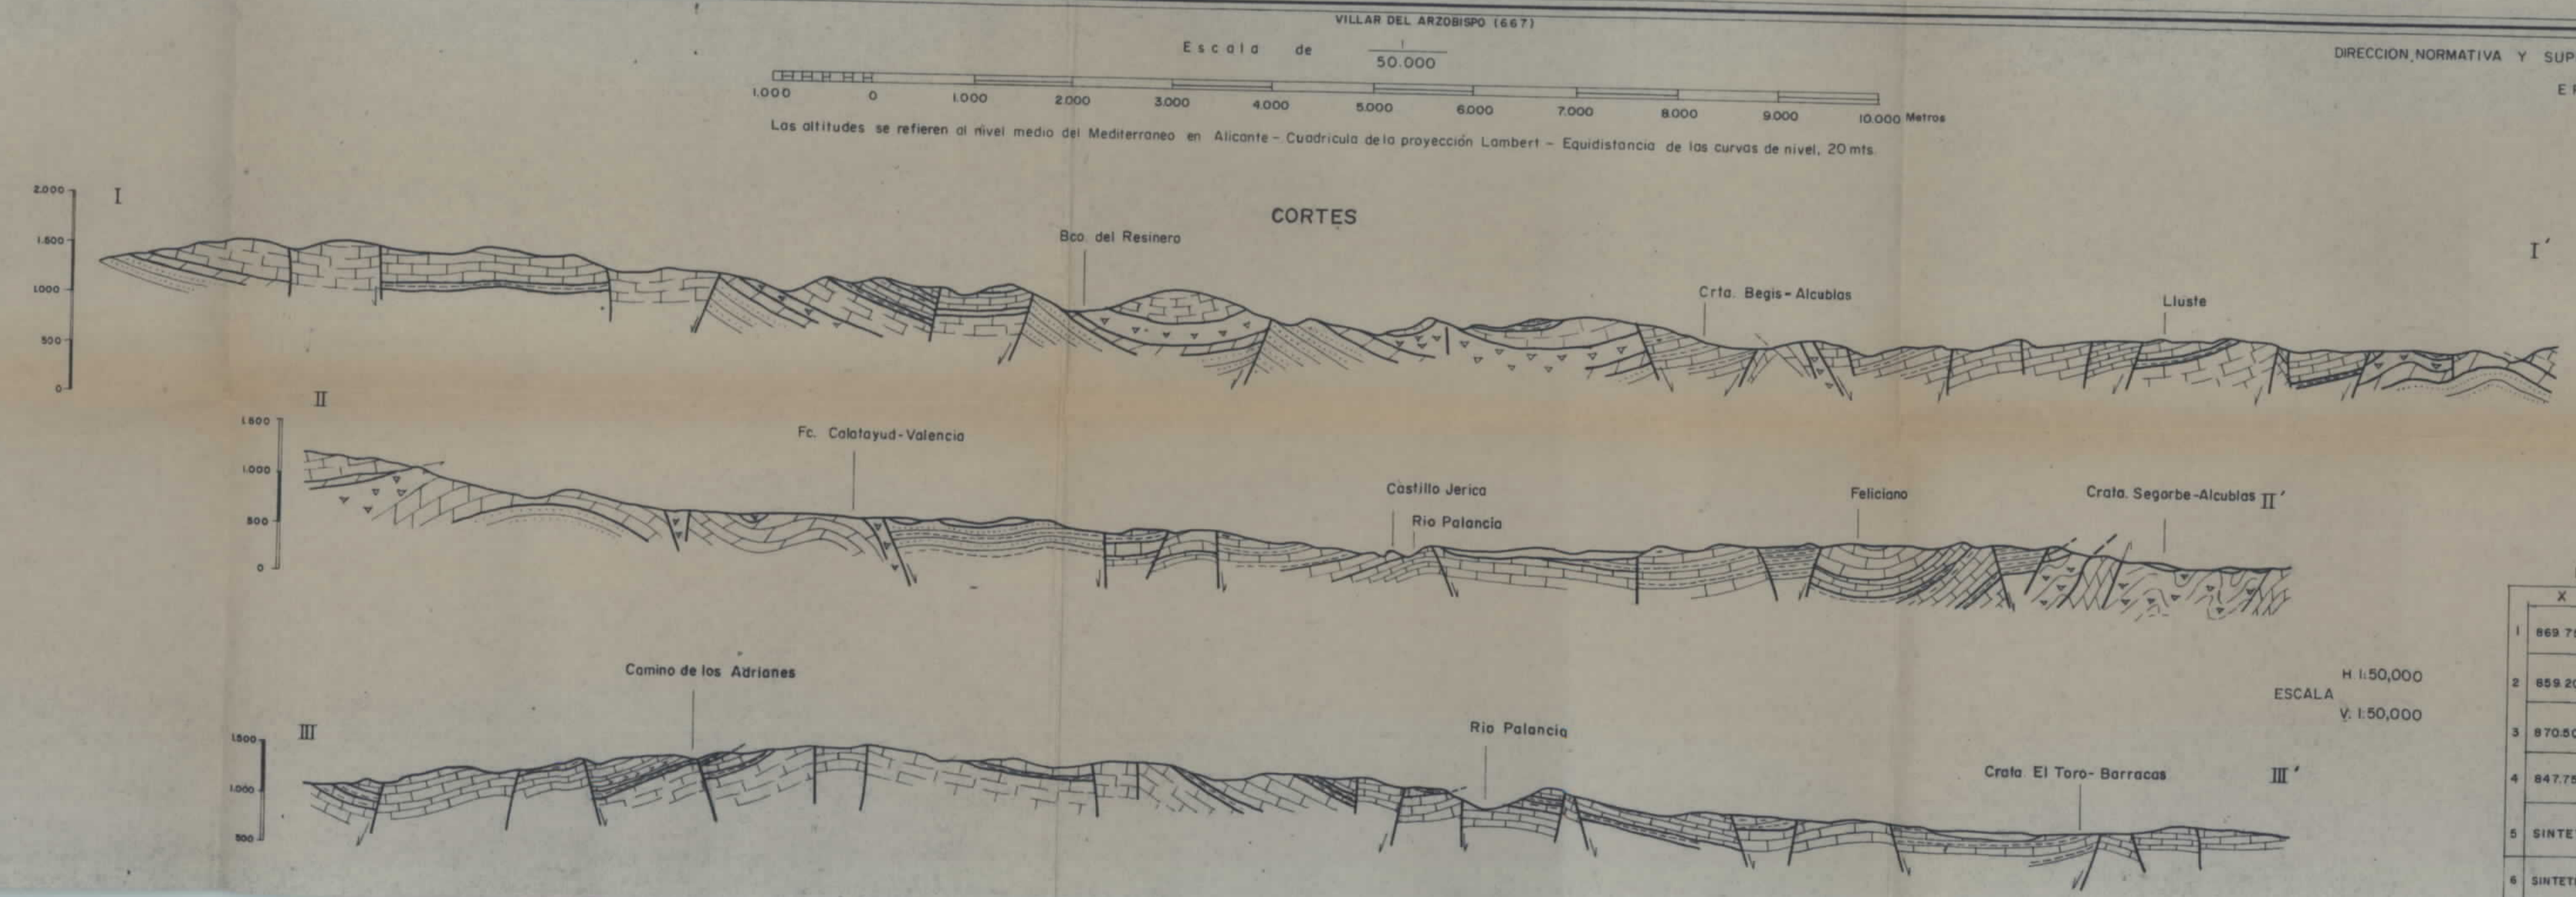 VILLAR DEL ARZOBISPO (667)
Escala de 1
50.000
DIRECCION, NORMATIVA Y SUP
1.000 0 1.000 2.000 3.000 4.000 5.000 6.000 7.000 8.000 9.000 10.000 Metros
Las altitudes se refieren al nivel medio del Mediterraneo en Alicante - Cuadricula de la proyección Lambert - Equidistancia de las curvas de nivel, 20 mts.
2.000
I
CORTES
1.500
Bco. del Resinero
I'
1.000
Crta. Begis-Alcublas
Lluste
500
0
II
1.500
Fc. Calatayud-Valencia
1.000
Castillo Jerica
Feliciano
Crata. Segorbe-Alcublas II'
500
Rio Palancia
0
X
1 869.75
Camino de los Adrianes
H. 1:50,000
2 859.20
ESCALA
V. 1:50,000
III
1.500
Rio Palancia
3 870.50
Crata. El Toro-Barracas
III'
4 847.75
1.000
500
5 SINTE
6 SINTET